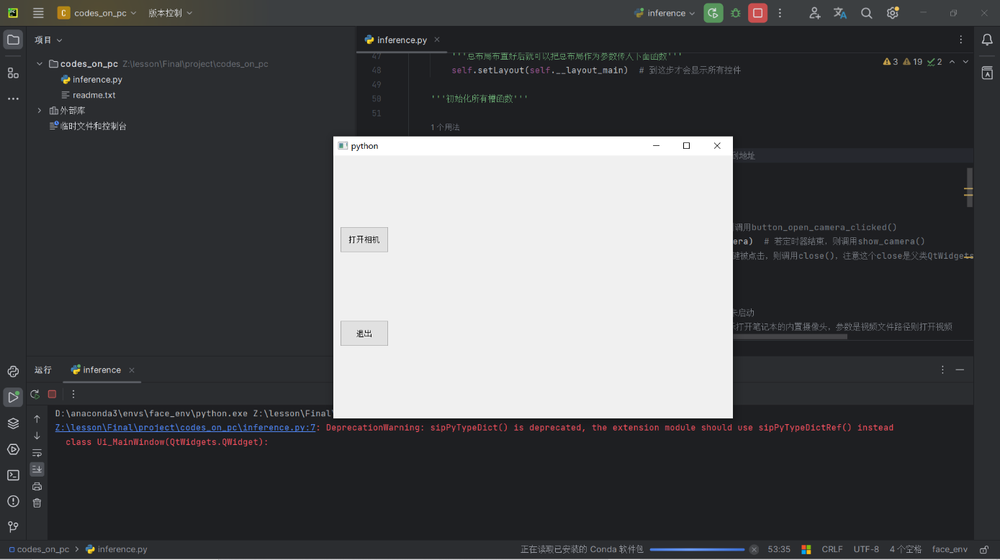 C codes_on_pc 版本控制 inference
项目
inference.py
codes_on_pc Z:\lesson\Final\project\codes_on_pc
inference.py
readme.txt
外部库
临时文件和控制台
3 19 2
47 '''总布局布置好后就可以把总布局作为参数传入下面函数'''
48 self.setLayout(self.__layout_main) # 到这步才会显示所有控件
49
50 '''初始化所有槽函数'''
51
1 个用法
到地址
调用button_open_camera_clicked()
era) # 若定时器结束，则调用show_camera()
键被点击，则调用close()，注意这个close是父类QtWidgets
未启动
打开笔记本的内置摄像头，参数是视频文件路径则打开视频
python
打开相机
退出
运行 inference
D:\anaconda3\envs\face_env\python.exe Z:\lesson\Final\
Z:\lesson\Final\project\codes_on_pc\inference.py:7: DeprecationWarning: sipPyTypeDict() is deprecated, the extension module should use sipPyTypeDictRef() instead
class Ui_MainWindow(QtWidgets.QWidget):
codes_on_pc inference.py 正在读取已安装的 Conda 软件包 53:35 CRLF UTF-8 4 个空格 face_env